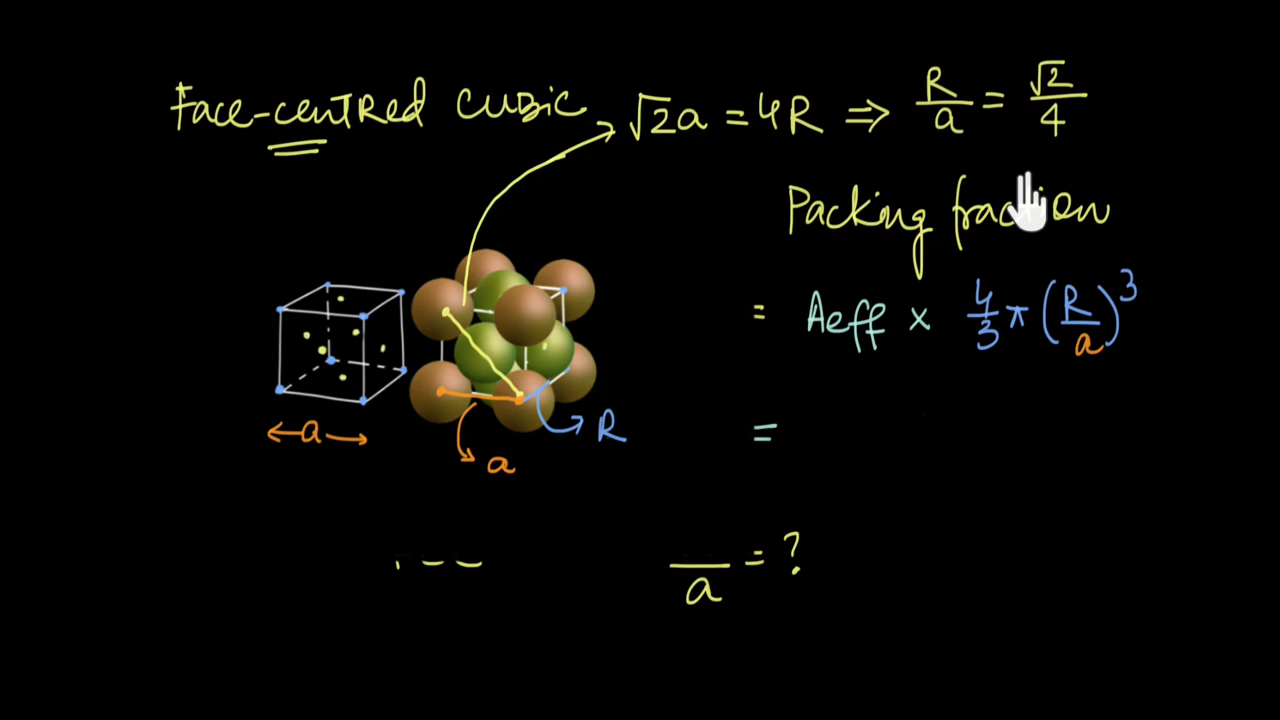 Face-centred cubic √2a = 4R ⇒ R/a = √2/4
Packing fraction
= Aeff × 4/3 π (R/a)³
a
R
a
=
a = ?